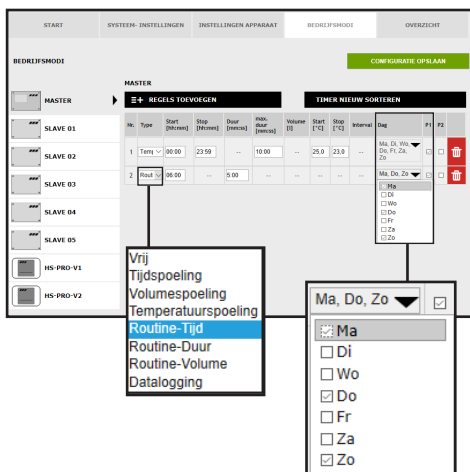 START SYSTEEM- INSTELLINGEN INSTELLINGEN APPARAAT BEDRIJFSMODI OVERZICHT
BEDRIJFSMODI
CONFIGURATIE OPSLAAN
MASTER
MASTER
REGELS TOEVOEGEN TIMER NIEUW SORTEREN
Nr. Type Start [hh:mm] Stop [hh:mm] Duur [mm:ss] max. duur [mm:ss] Volume [l] Start [°C] Stop [°C] Interval Dag P1 P2
1 Temp 00:00 23:59 -- 10:00 -- 25,0 23,0 -- Ma, Di, Wo, Do, Fr, Za, Zo
2 Rout 06:00 -- 5:00 -- -- -- -- -- Ma, Do, Zo
Ma
Di
Wo
Do
Fr
Za
Zo
SLAVE 01
SLAVE 02
SLAVE 03
SLAVE 04
SLAVE 05
HS-PRO-V1
HS-PRO-V2
Vrij
Tijdspoeling
Volumespoeling
Temperatuurspoeling
Routine-Tijd
Routine-Duur
Routine-Volume
Datalogging
Ma, Do, Zo
Ma
Di
Wo
Do
Fr
Za
Zo